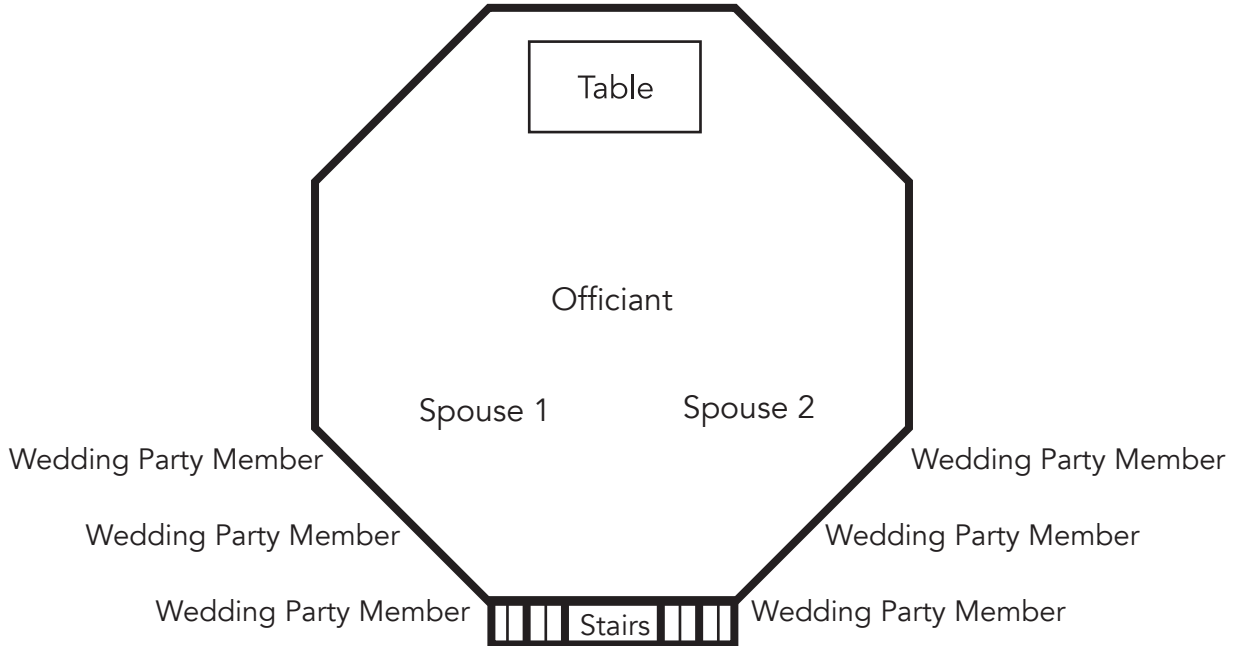 Table
Officiant
Spouse 1
Spouse 2
Wedding Party Member
Wedding Party Member
Wedding Party Member
Wedding Party Member
Wedding Party Member
Stairs
Wedding Party Member